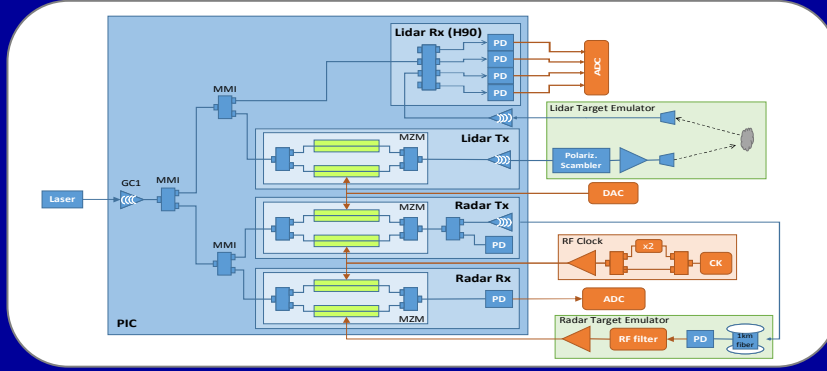 Lidar Rx (H90)
PD
PD
PD
PD
ADC
MMI
Lidar Target Emulator
Lidar Tx
MZM
Polariz.
Scambler
GC1
MMI
Laser
DAC
Radar Tx
MZM
PD
RF Clock
x2
CK
MMI
Radar Rx
PD
ADC
MZM
PIC
Radar Target Emulator
RF filter
PD
1km
fiber